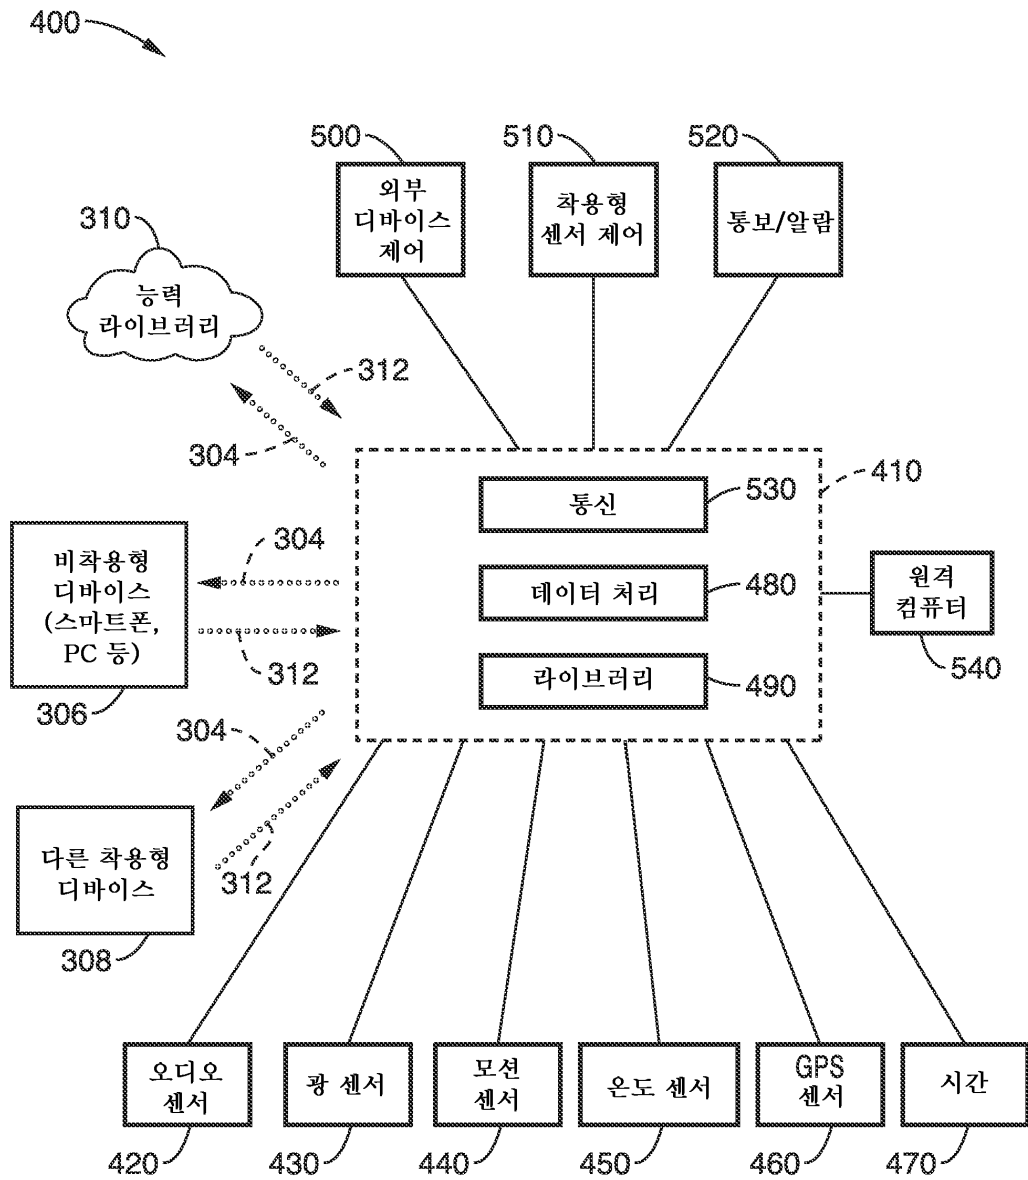 400
500
510
520
외부
디바이스
제어
착용형
센서 제어
통보/알람
310
능력
라이브러리
312
304
410
통신
530
304
비착용형
디바이스
(스마트폰,
PC 등)
데이터 처리
480
원격
컴퓨터
312
라이브러리
490
540
306
304
다른 착용형
디바이스
312
308
오디오
센서
광 센서
모션
센서
온도 센서
GPS
센서
시간
420
430
440
450
460
470